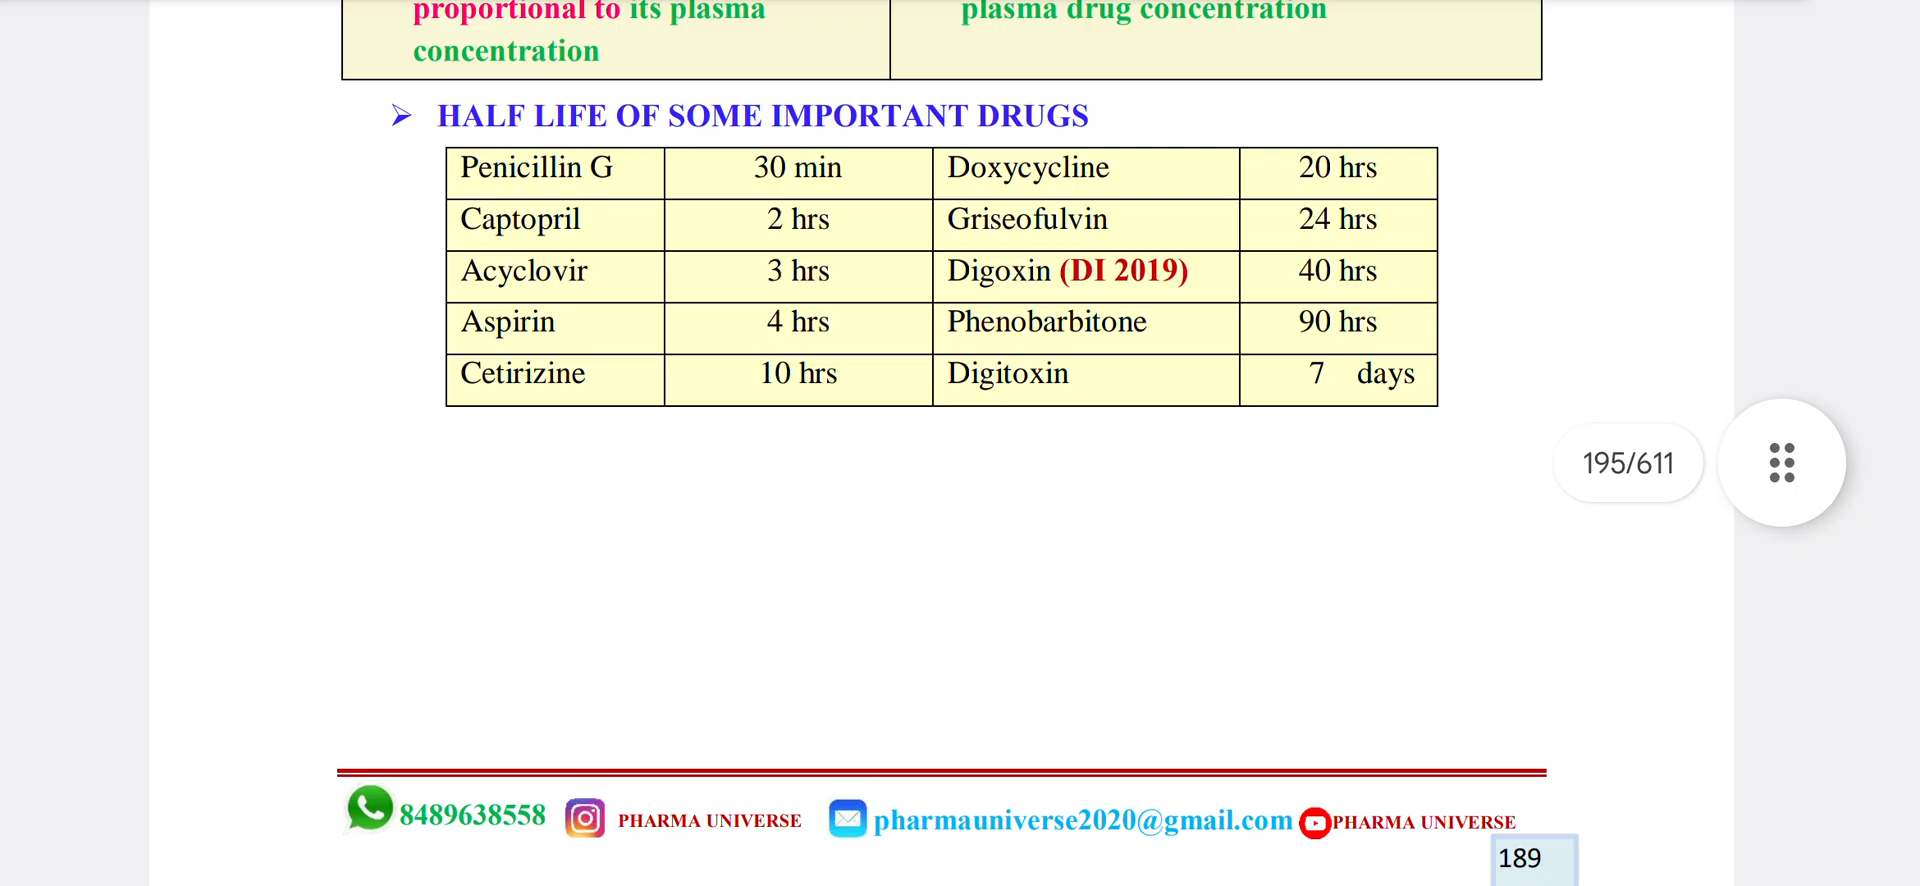 proportional to its plasma
concentration
plasma drug concentration
➢ HALF LIFE OF SOME IMPORTANT DRUGS
Penicillin G 30 min Doxycycline 20 hrs
Captopril 2 hrs Griseofulvin 24 hrs
Acyclovir 3 hrs Digoxin (DI 2019) 40 hrs
Aspirin 4 hrs Phenobarbitone 90 hrs
Cetirizine 10 hrs Digitoxin 7 days
195/611
8489638558 PHARMA UNIVERSE pharmauniverse2020@gmail.com PHARMA UNIVERSE
189